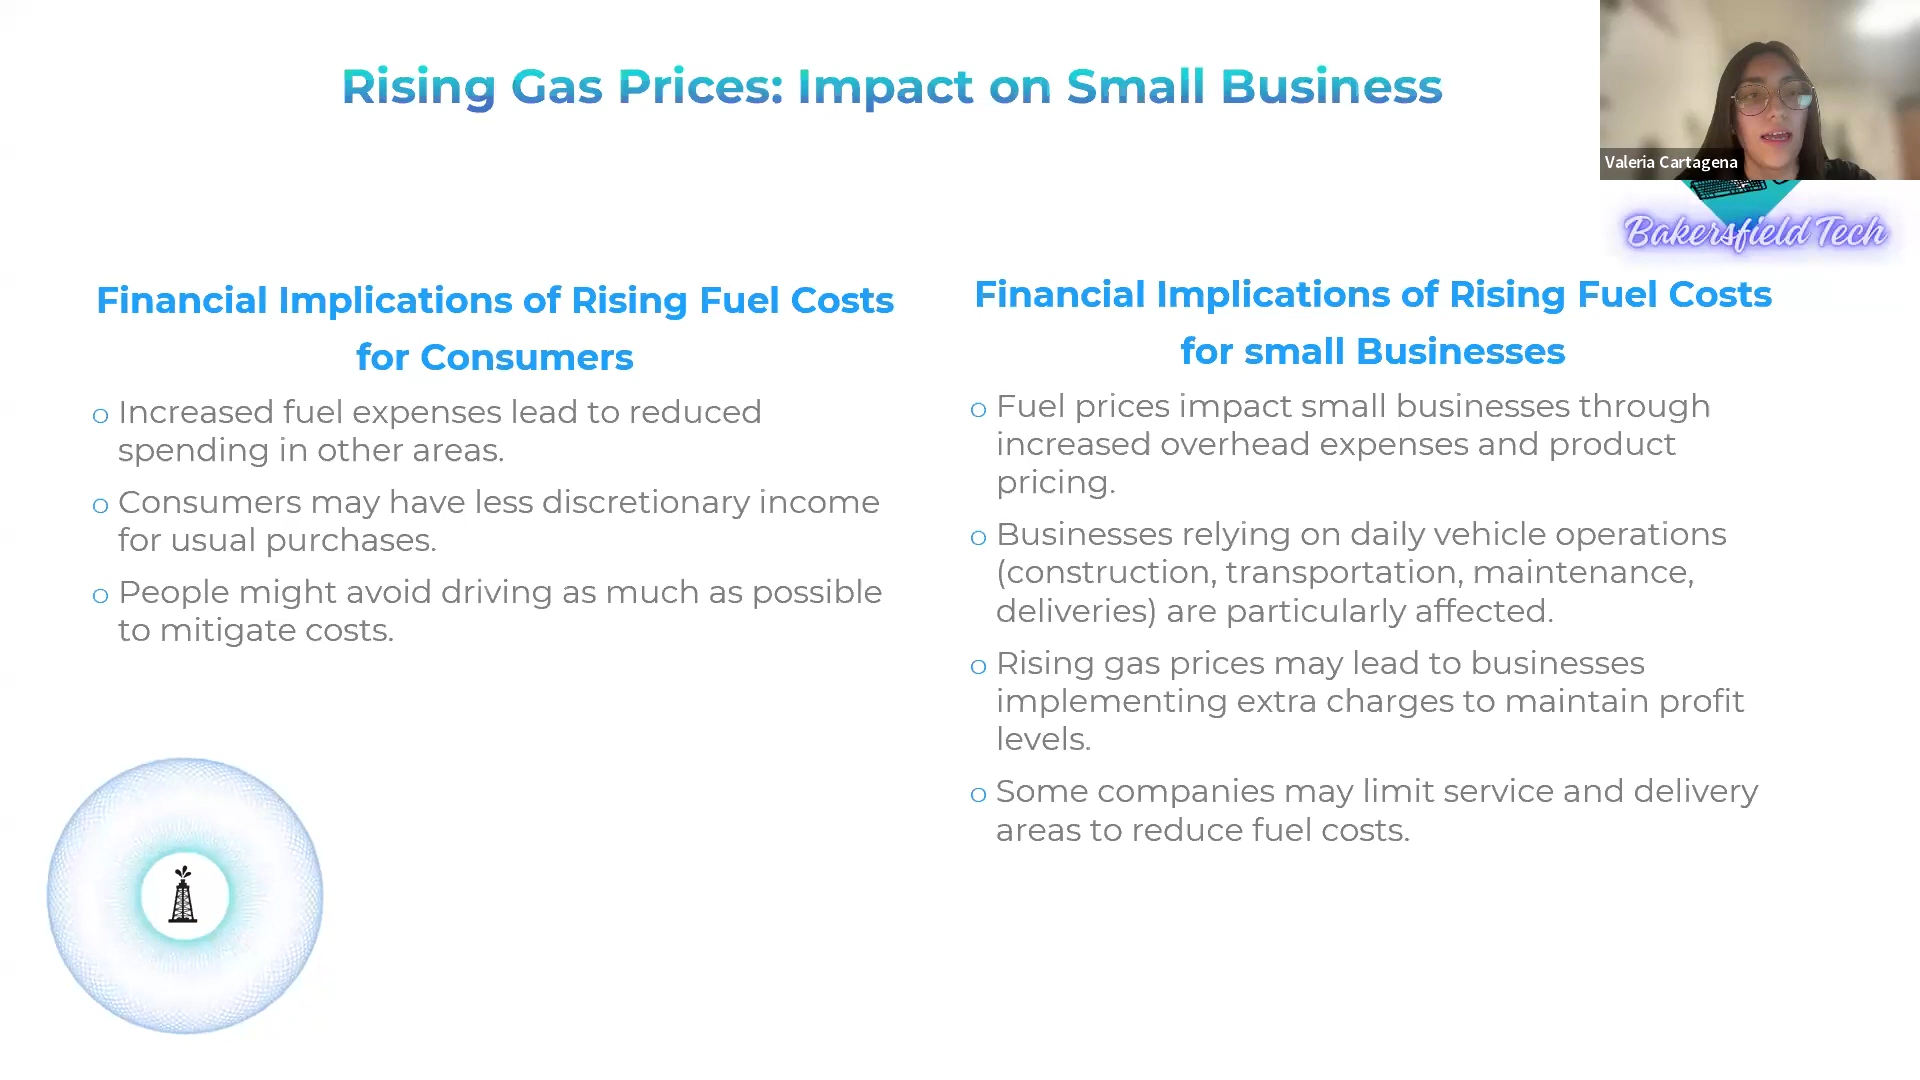 Rising Gas Prices: Impact on Small Business
Valeria Cartagena
Bakersfield Tech
Financial Implications of Rising Fuel Costs
for Consumers
o Increased fuel expenses lead to reduced
spending in other areas.
o Consumers may have less discretionary income
for usual purchases.
o People might avoid driving as much as possible
to mitigate costs.
Financial Implications of Rising Fuel Costs
for small Businesses
o Fuel prices impact small businesses through
increased overhead expenses and product
pricing.
o Businesses relying on daily vehicle operations
(construction, transportation, maintenance,
deliveries) are particularly affected.
o Rising gas prices may lead to businesses
implementing extra charges to maintain profit
levels.
o Some companies may limit service and delivery
areas to reduce fuel costs.